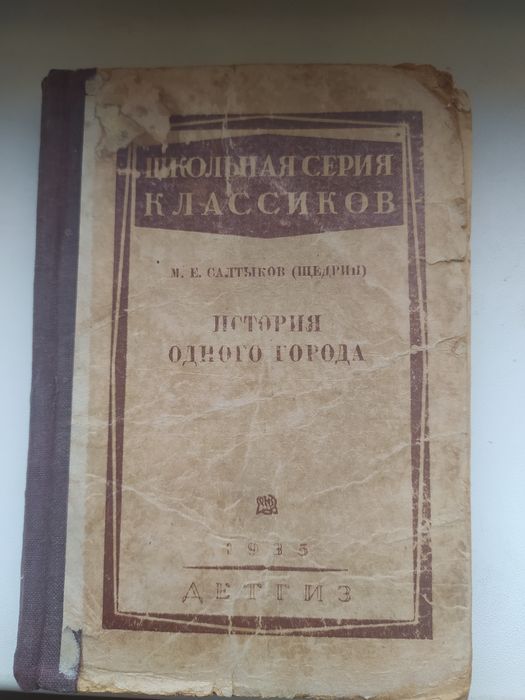 ШКОЛЬНАЯ СЕРИЯ
КЛАССИКОВ
М. Е. САЛТЫКОВ (ЩЕДРИН)
ИСТОРИЯ
ОДНОГО ГОРОДА
1935
ДЕТГИЗ